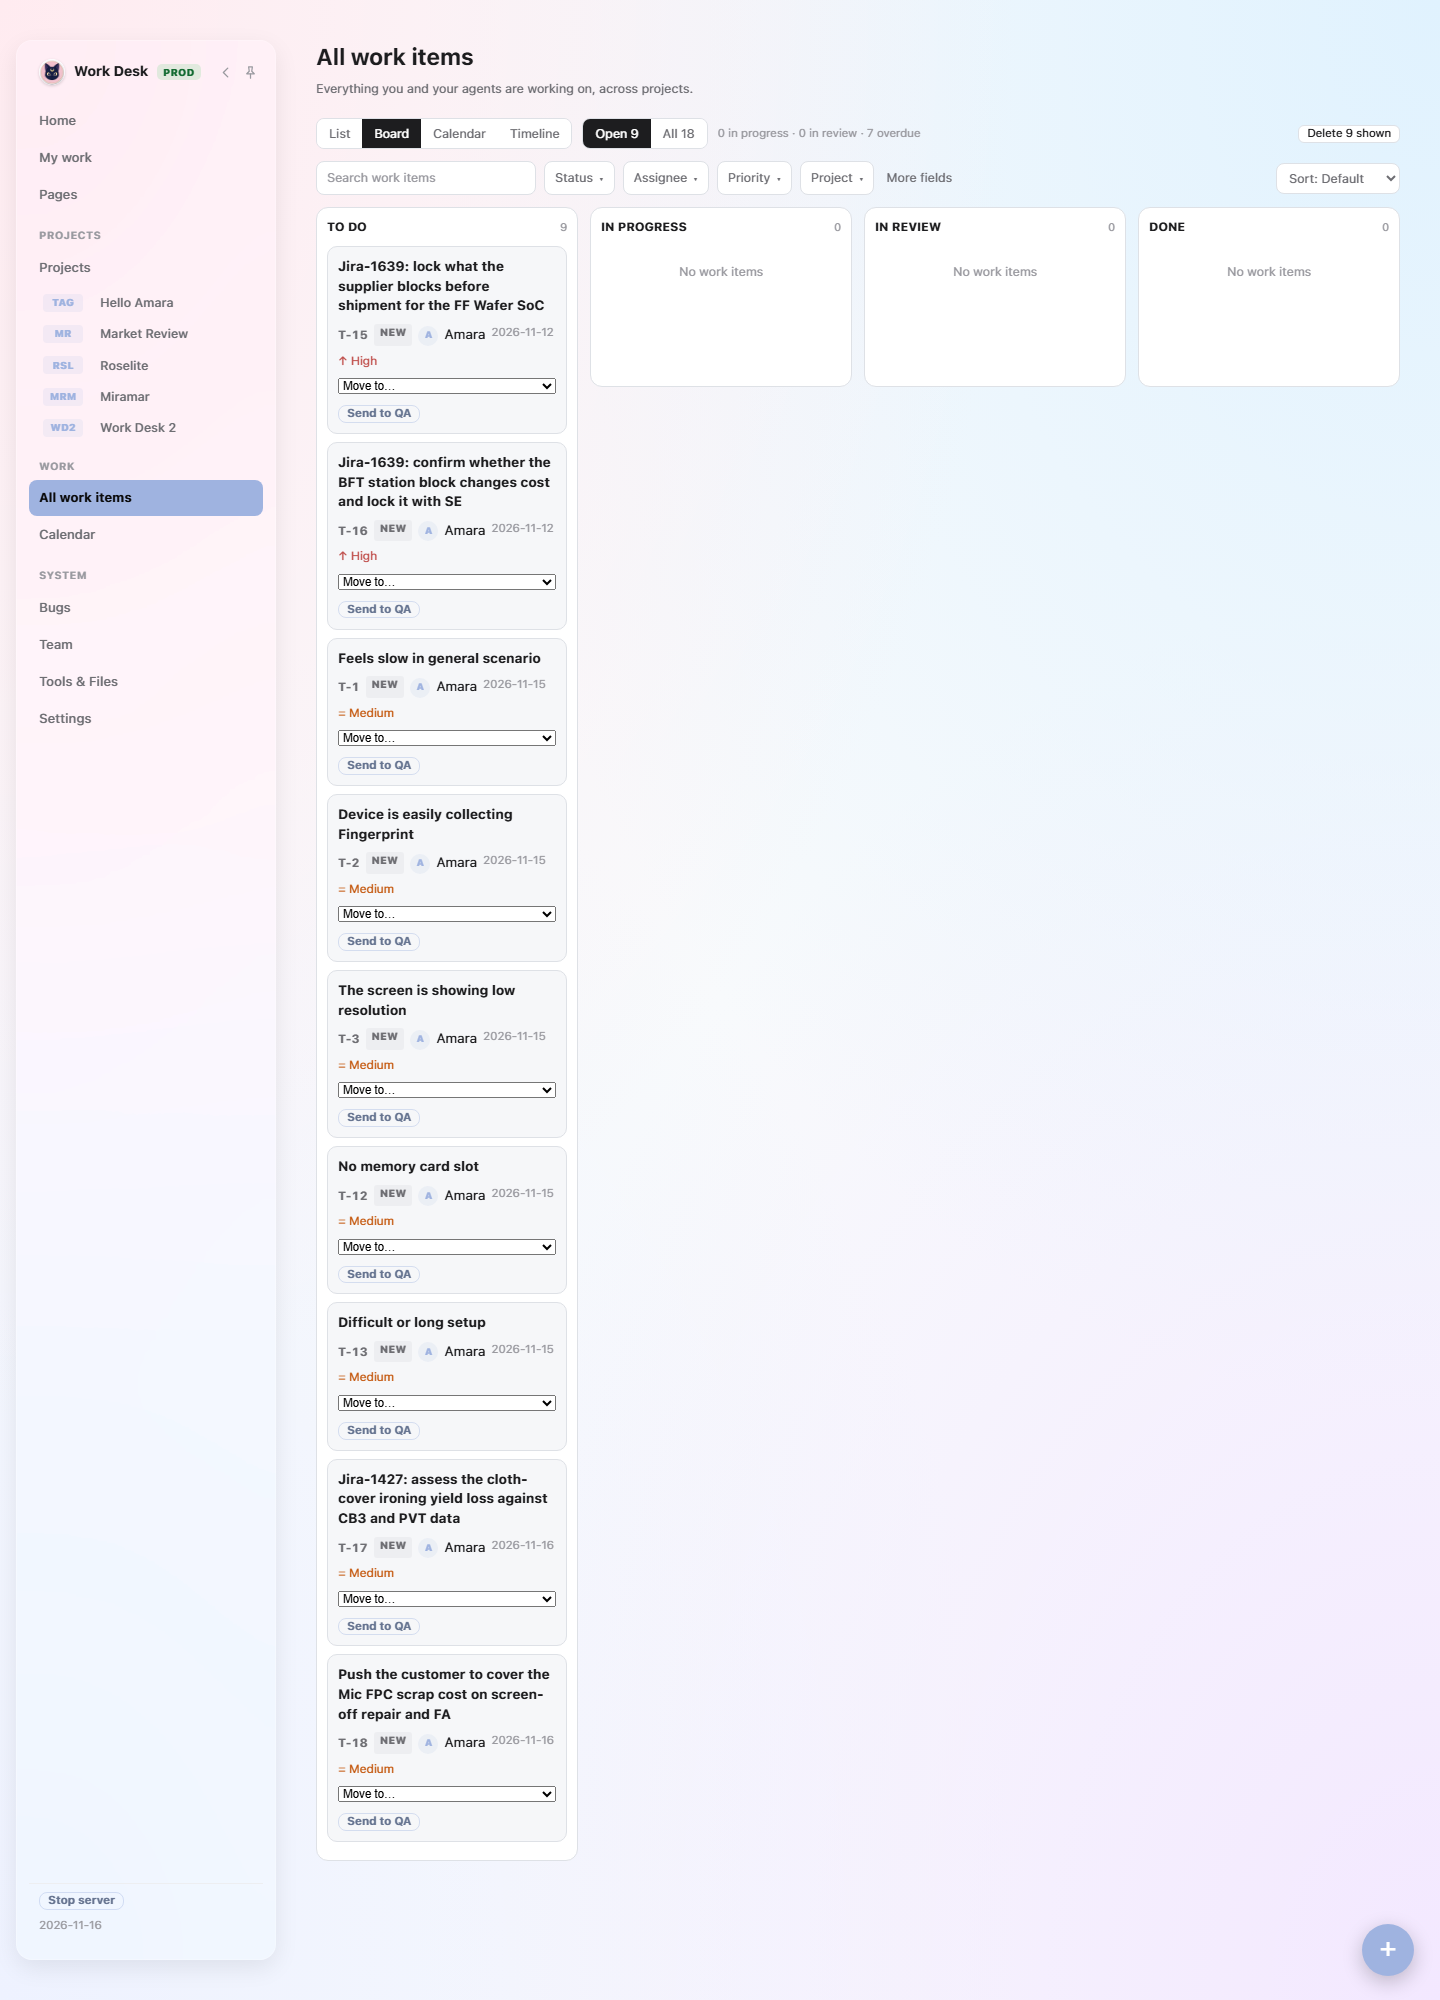 Work Desk PROD
Home
My work
Pages
PROJECTS
Projects
TAG Hello Amara
MR Market Review
RSL Roselite
MRM Miramar
WD2 Work Desk 2
WORK
All work items
Calendar
SYSTEM
Bugs
Team
Tools & Files
Settings
Stop server
2026-11-16
All work items
Everything you and your agents are working on, across projects.
List Board Calendar Timeline Open 9 All 18 0 in progress · 0 in review · 7 overdue Delete 9 shown
Search work items Status Assignee Priority Project More fields Sort: Default
TO DO 9
Jira-1639: lock what the
supplier blocks before
shipment for the FF Wafer SoC
T-15 NEW A Amara 2026-11-12
↑ High
Move to...
Send to QA
Jira-1639: confirm whether the
BFT station block changes cost
and lock it with SE
T-16 NEW A Amara 2026-11-12
↑ High
Move to...
Send to QA
Feels slow in general scenario
T-1 NEW A Amara 2026-11-15
= Medium
Move to...
Send to QA
Device is easily collecting
Fingerprint
T-2 NEW A Amara 2026-11-15
= Medium
Move to...
Send to QA
The screen is showing low
resolution
T-3 NEW A Amara 2026-11-15
= Medium
Move to...
Send to QA
No memory card slot
T-12 NEW A Amara 2026-11-15
= Medium
Move to...
Send to QA
Difficult or long setup
T-13 NEW A Amara 2026-11-15
= Medium
Move to...
Send to QA
Jira-1427: assess the cloth-
cover ironing yield loss against
CB3 and PVT data
T-17 NEW A Amara 2026-11-16
= Medium
Move to...
Send to QA
Push the customer to cover the
Mic FPC scrap cost on screen-
off repair and FA
T-18 NEW A Amara 2026-11-16
= Medium
Move to...
Send to QA
IN PROGRESS 0
No work items
IN REVIEW 0
No work items
DONE 0
No work items
+